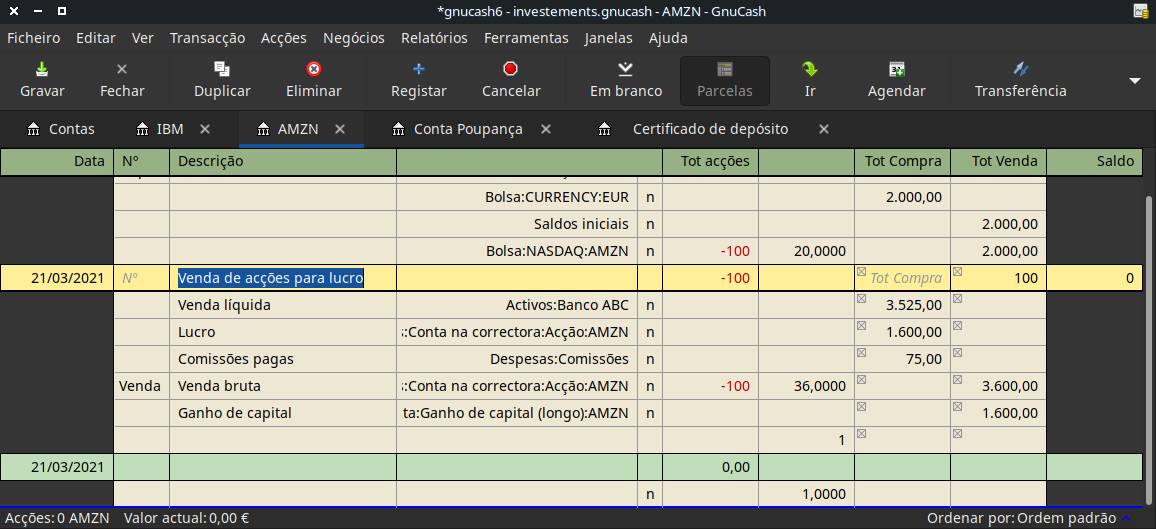 *gnucash6 - investements.gnucash - AMZN - GnuCash
Ficheiro Editar Ver Transacção Acções Negócios Relatórios Ferramentas Janelas Ajuda
Gravar Fechar Duplicar Eliminar Registar Cancelar Em branco Parcelas Ir Agendar Transferência
Contas IBM AMZN Conta Poupança Certificado de depósito
Data Nº Descrição Tot acções Tot Compra Tot Venda Saldo
Bolsa:CURRENCY:EUR n 2.000,00
Saldos iniciais n 2.000,00
Bolsa:NASDAQ:AMZN n -100 20,0000 2.000,00
21/03/2021 Nº Venda de acções para lucro -100 Tot Compra 100 0
Venda líquida Activos:Banco ABC n 3.525,00
Lucro :Conta na correctora:Acção:AMZN n 1.600,00
Comissões pagas Despesas:Comissões n 75,00
Venda Venda bruta :Conta na correctora:Acção:AMZN n -100 36,0000 3.600,00
Ganho de capital ta:Ganho de capital (longo):AMZN n 1.600,00
1
21/03/2021 0,00
n 1,0000
Acções: 0 AMZN Valor actual: 0,00 € Ordenar por: Ordem padrão